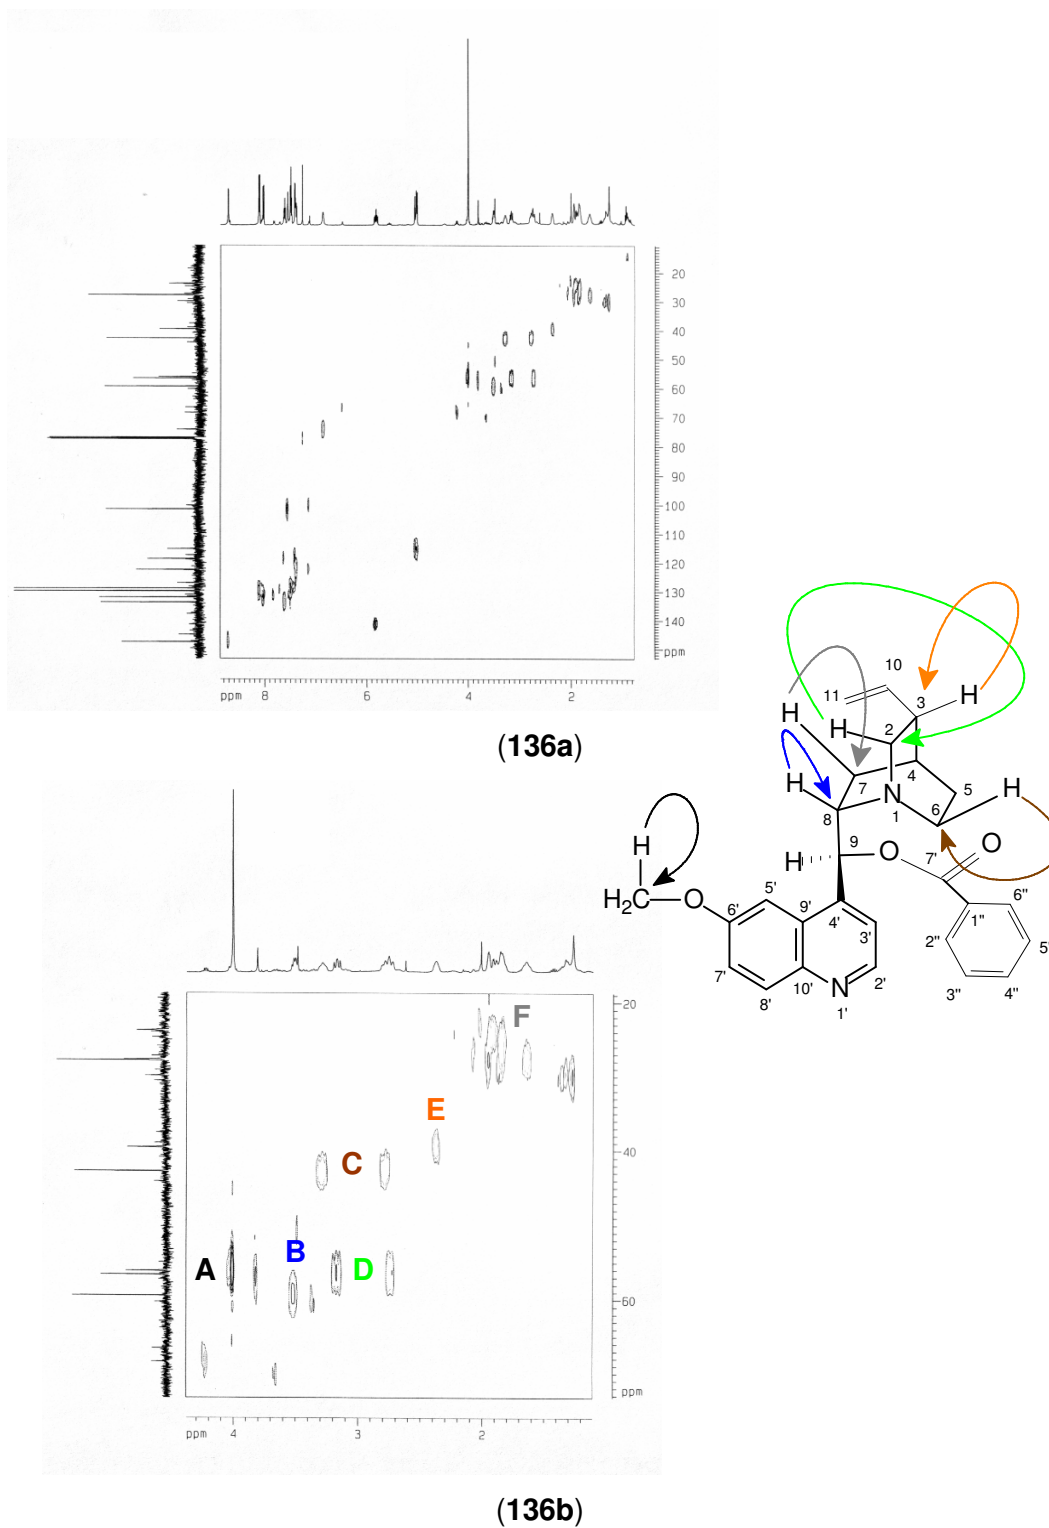 20
30
40
50
60
70
80
90
100
110
120
130
140
ppm
ppm 8 6 4 2
(136a)
10
11
3
H
H
H
2
4
7
H
N
1
5
H
6
8
9
O
7'
O
H
H
H₂C
O
6'
5'
9'
4'
3'
1''
6''
2''
5''
3''
4''
7'
8'
10'
N
1'
2'
20
F
E
40
C
A
B
D
60
ppm
ppm 4 3 2
(136b)